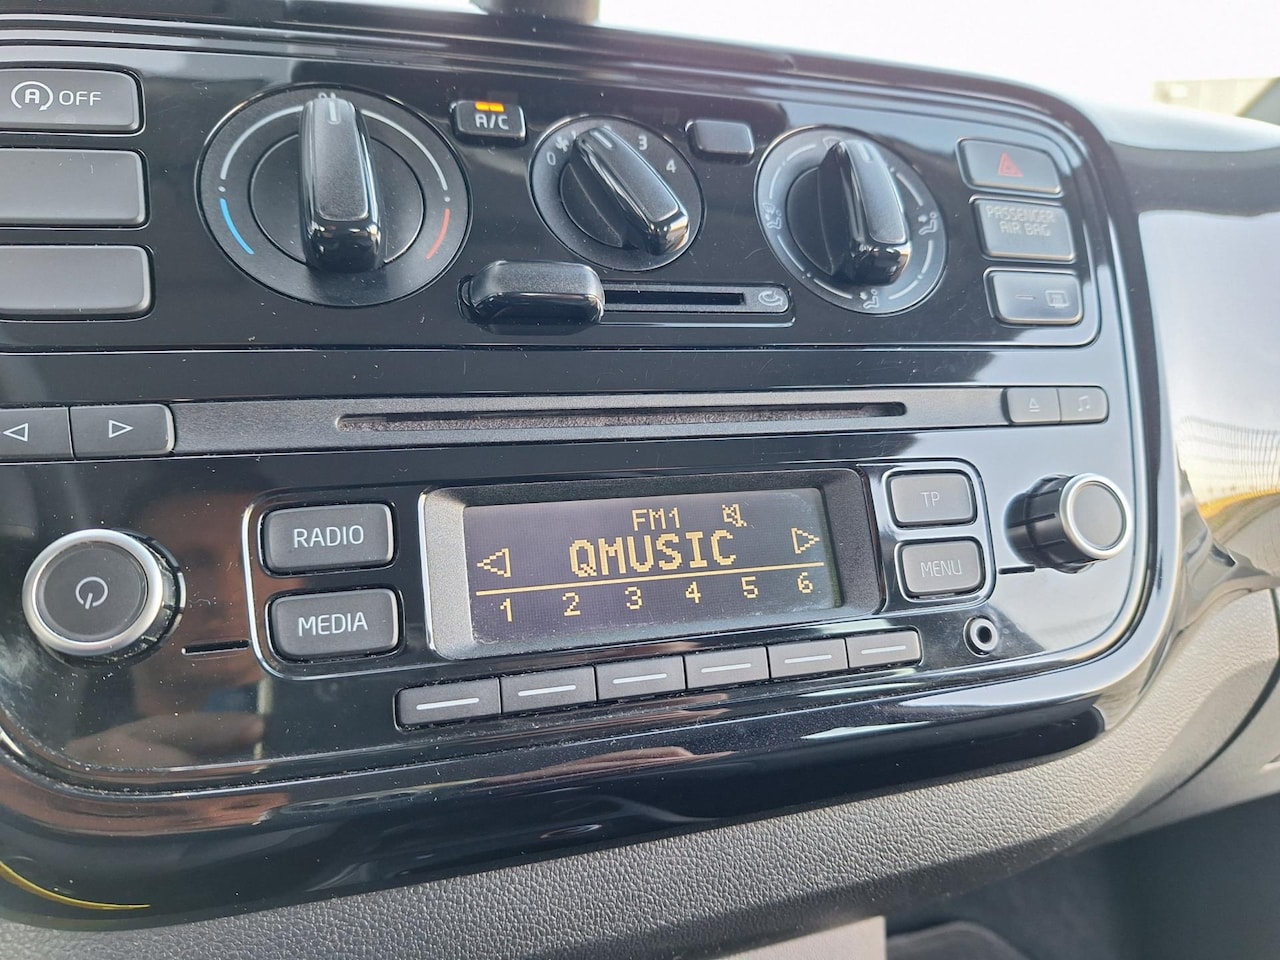 A OFF
A/C
0 1 3 4
PASSENGER
AIR BAG
RADIO
MEDIA
FM1
QMUSIC
1 2 3 4 5 6
TP
MENU